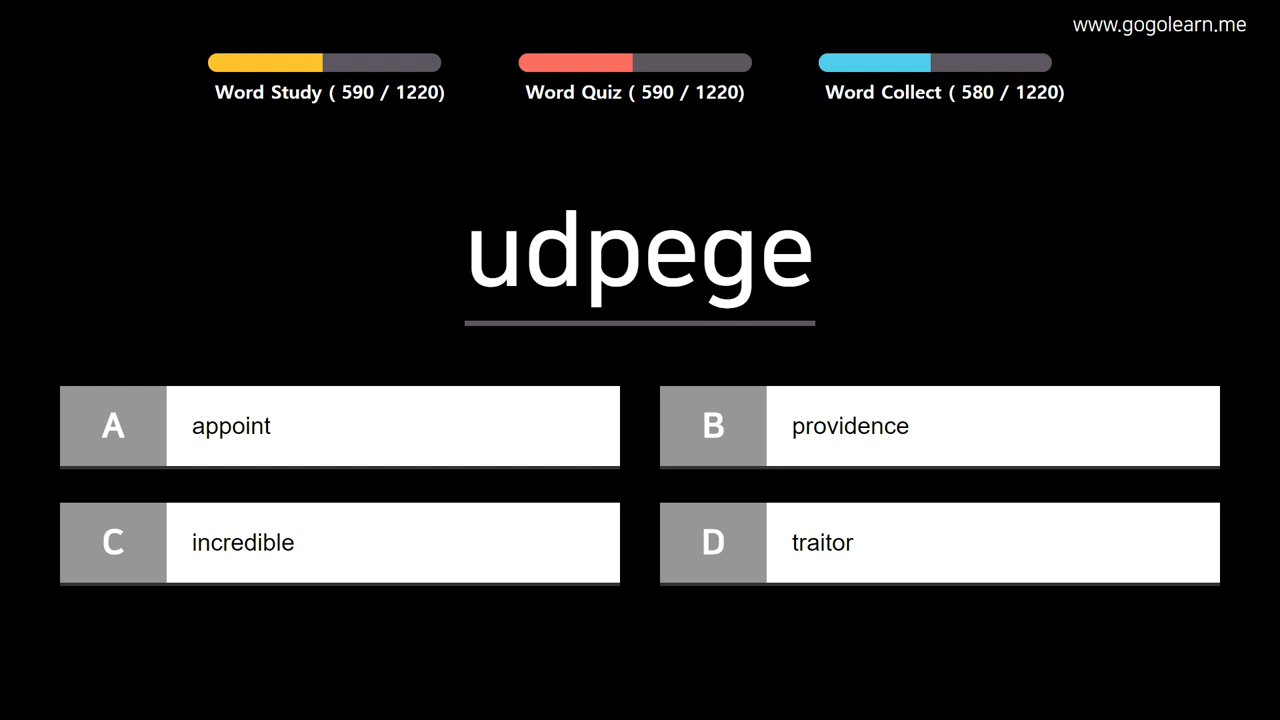 www.gogolearn.me
Word Study ( 590 / 1220)
Word Quiz ( 590 / 1220)
Word Collect ( 580 / 1220)
udpege
A appoint
B providence
C incredible
D traitor